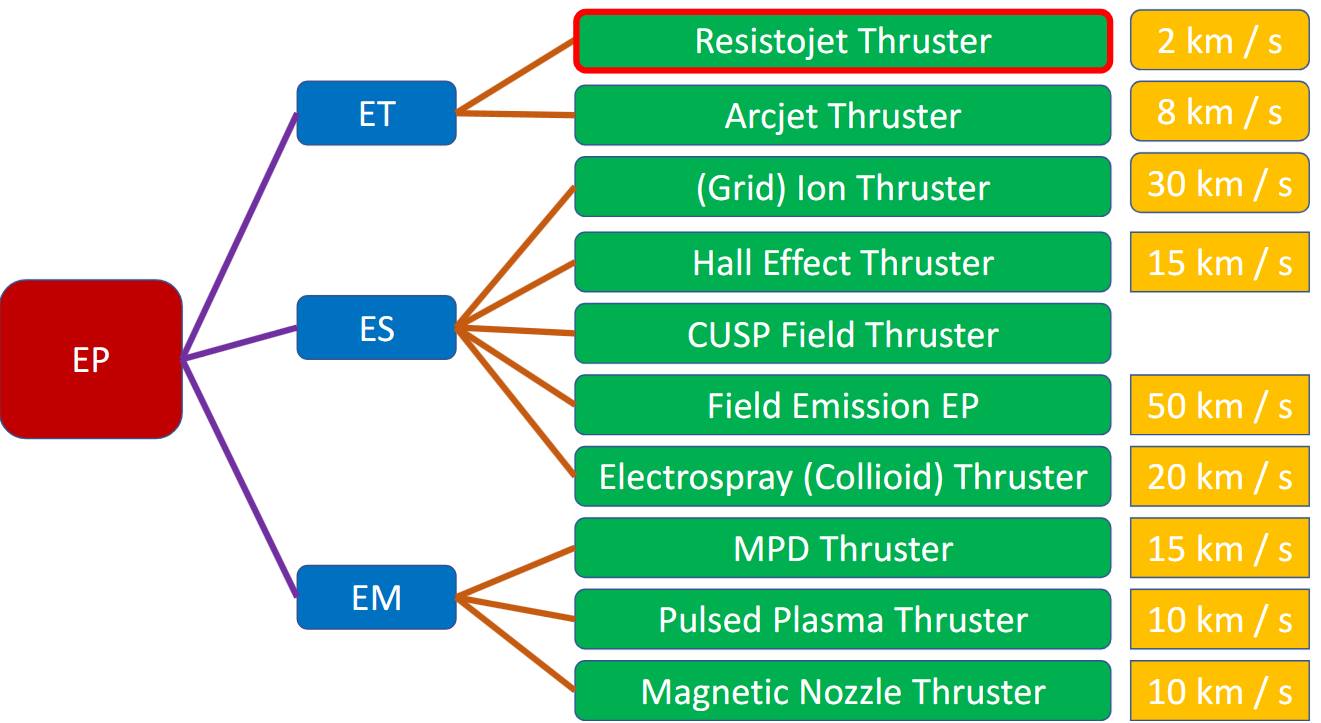 Resistojet Thruster
2 km / s
ET
Arcjet Thruster
8 km / s
(Grid) Ion Thruster
30 km / s
Hall Effect Thruster
15 km / s
EP
ES
CUSP Field Thruster
Field Emission EP
50 km / s
Electrospray (Collioid) Thruster
20 km / s
MPD Thruster
15 km / s
EM
Pulsed Plasma Thruster
10 km / s
Magnetic Nozzle Thruster
10 km / s